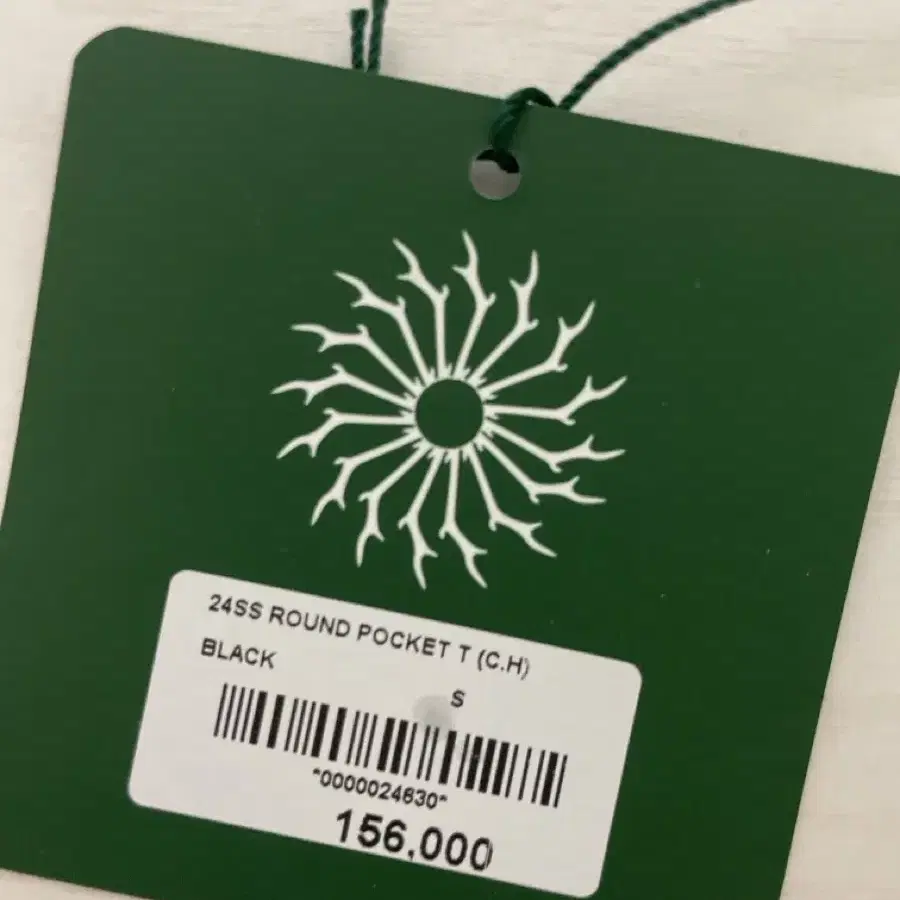 24SS ROUND POCKET T (C.H)
BLACK
S
*0000024630*
156,000